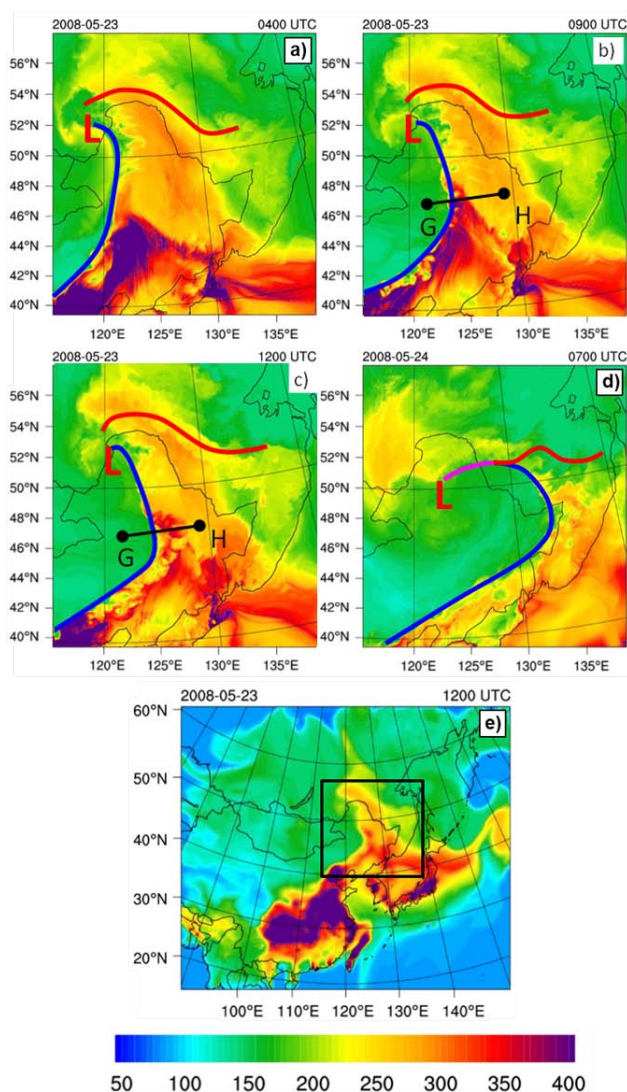 2008-05-23 0400 UTC
a)
56°N
54°N
52°N
50°N
48°N
46°N
44°N
42°N
40°N
L
120°E 125°E 130°E 135°E
2008-05-23 0900 UTC
b)
56°N
54°N
52°N
50°N
48°N
46°N
44°N
42°N
40°N
L
G H
120°E 125°E 130°E 135°E
2008-05-23 1200 UTC
c)
56°N
54°N
52°N
50°N
48°N
46°N
44°N
42°N
40°N
L
G H
120°E 125°E 130°E 135°E
2008-05-24 0700 UTC
d)
56°N
54°N
52°N
50°N
48°N
46°N
44°N
42°N
40°N
L
120°E 125°E 130°E 135°E
2008-05-23 1200 UTC
e)
60°N
50°N
40°N
30°N
20°N
100°E 110°E 120°E 130°E 140°E
50 100 150 200 250 300 350 400